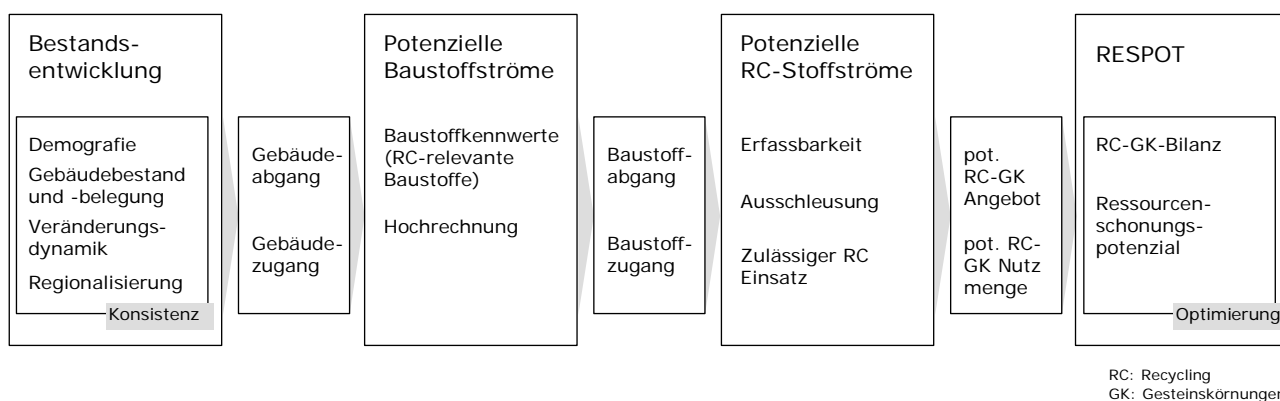 Bestands-
entwicklung
Demografie
Gebäudebestand
und -belegung
Veränderungs-
dynamik
Regionalisierung
Konsistenz
Gebäude-
abgang
Gebäude-
zugang
Potenzielle
Baustoffströme
Baustoffkennwerte
(RC-relevante
Baustoffe)
Hochrechnung
Baustoff-
abgang
Baustoff-
zugang
Potenzielle
RC-Stoffströme
Erfassbarkeit
Ausschleusung
Zulässiger RC
Einsatz
pot.
RC-GK
Angebot
pot. RC-
GK Nutz
menge
RESPOT
RC-GK-Bilanz
Ressourcen-
schonungs-
potenzial
Optimierung
RC: Recycling
GK: Gesteinskörnungen